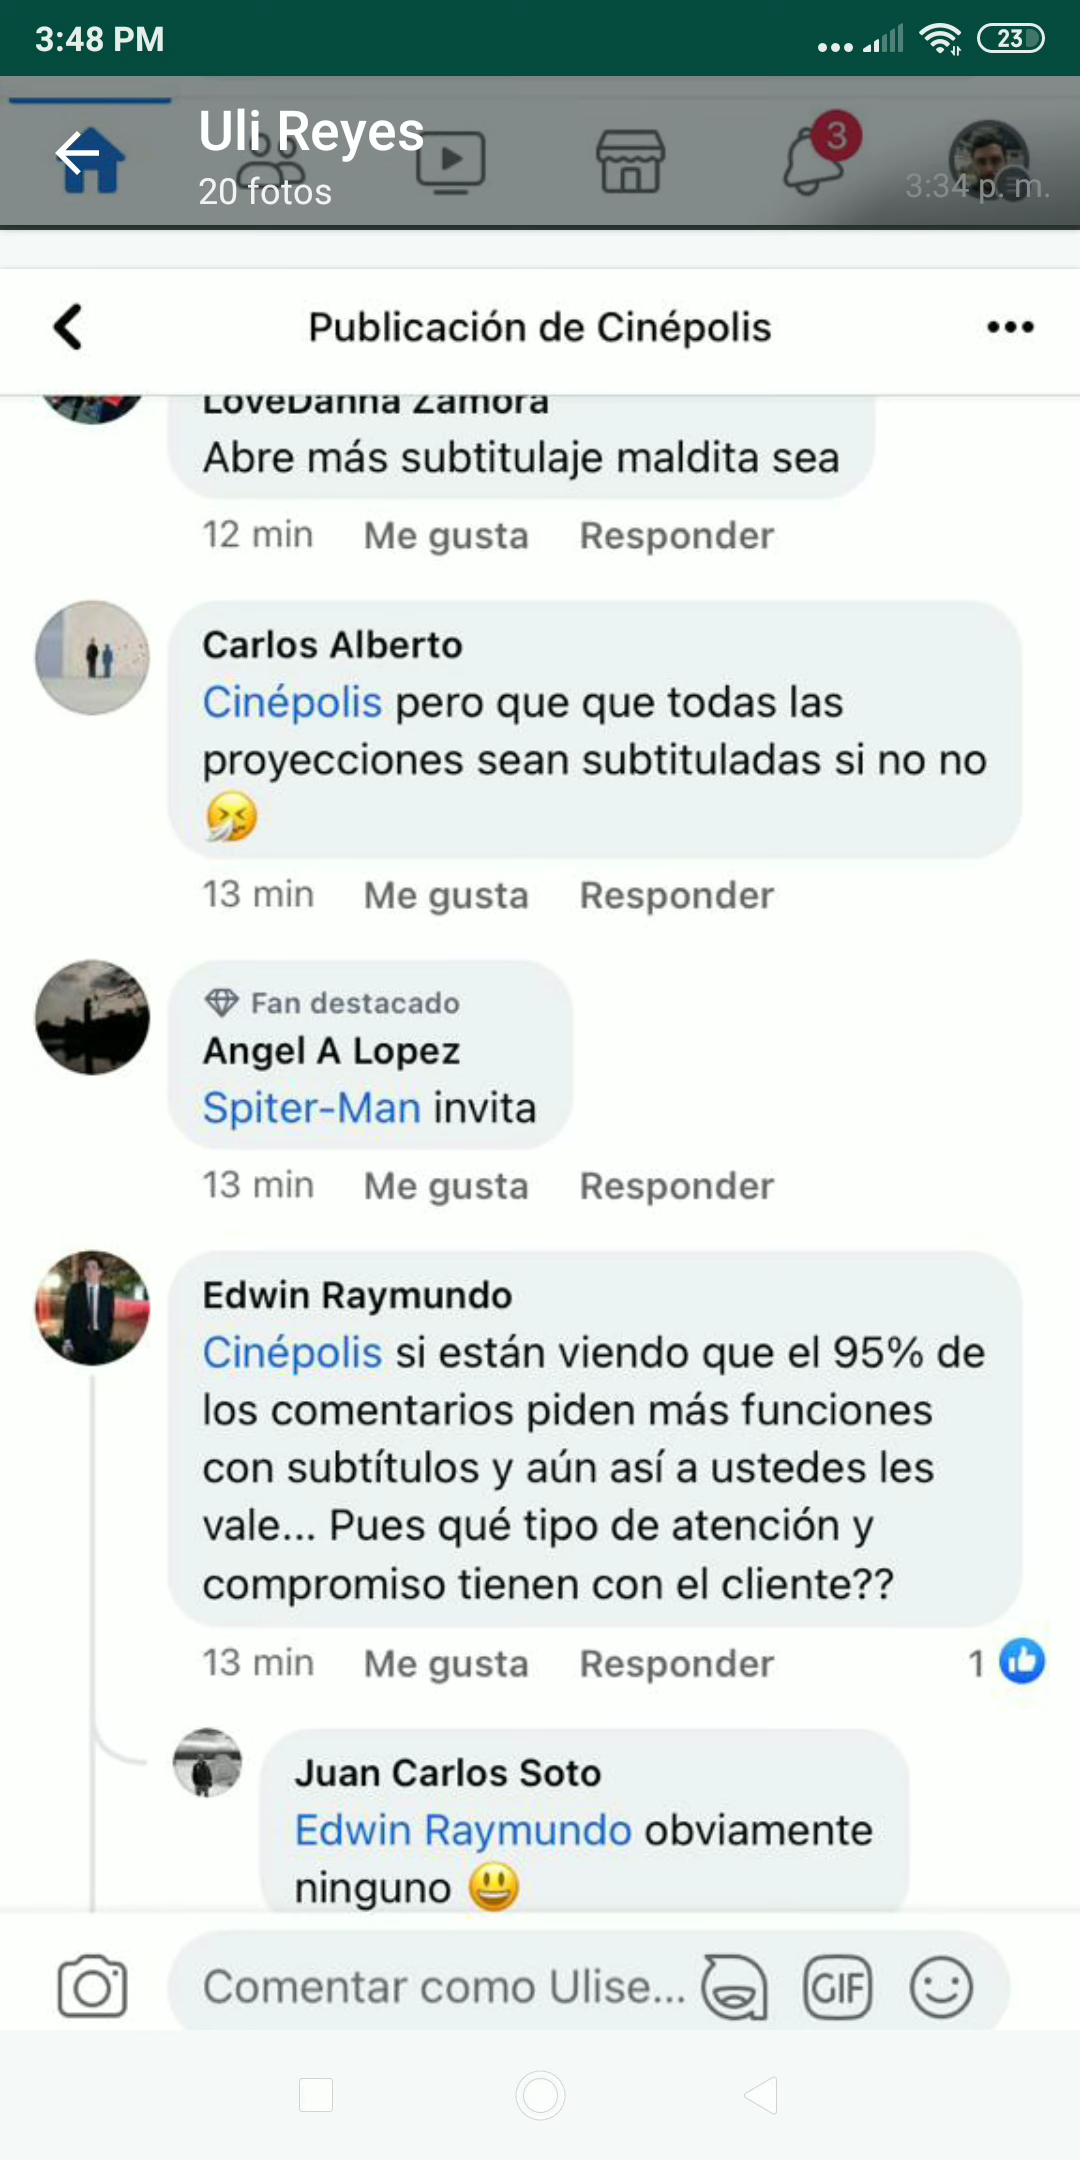 3:48 PM
23
Uli Reyes
20 fotos
3
3:34 p. m.
Publicación de Cinépolis
LoveDanna Zamora
Abre más subtitulaje maldita sea
12 min Me gusta Responder
Carlos Alberto
Cinépolis pero que que todas las
proyecciones sean subtituladas si no no
🤧
13 min Me gusta Responder
Fan destacado
Angel A Lopez
Spiter-Man invita
13 min Me gusta Responder
Edwin Raymundo
Cinépolis si están viendo que el 95% de
los comentarios piden más funciones
con subtítulos y aún así a ustedes les
vale... Pues qué tipo de atención y
compromiso tienen con el cliente??
13 min Me gusta Responder 1
Juan Carlos Soto
Edwin Raymundo obviamente
ninguno 😃
Comentar como Ulise... GIF